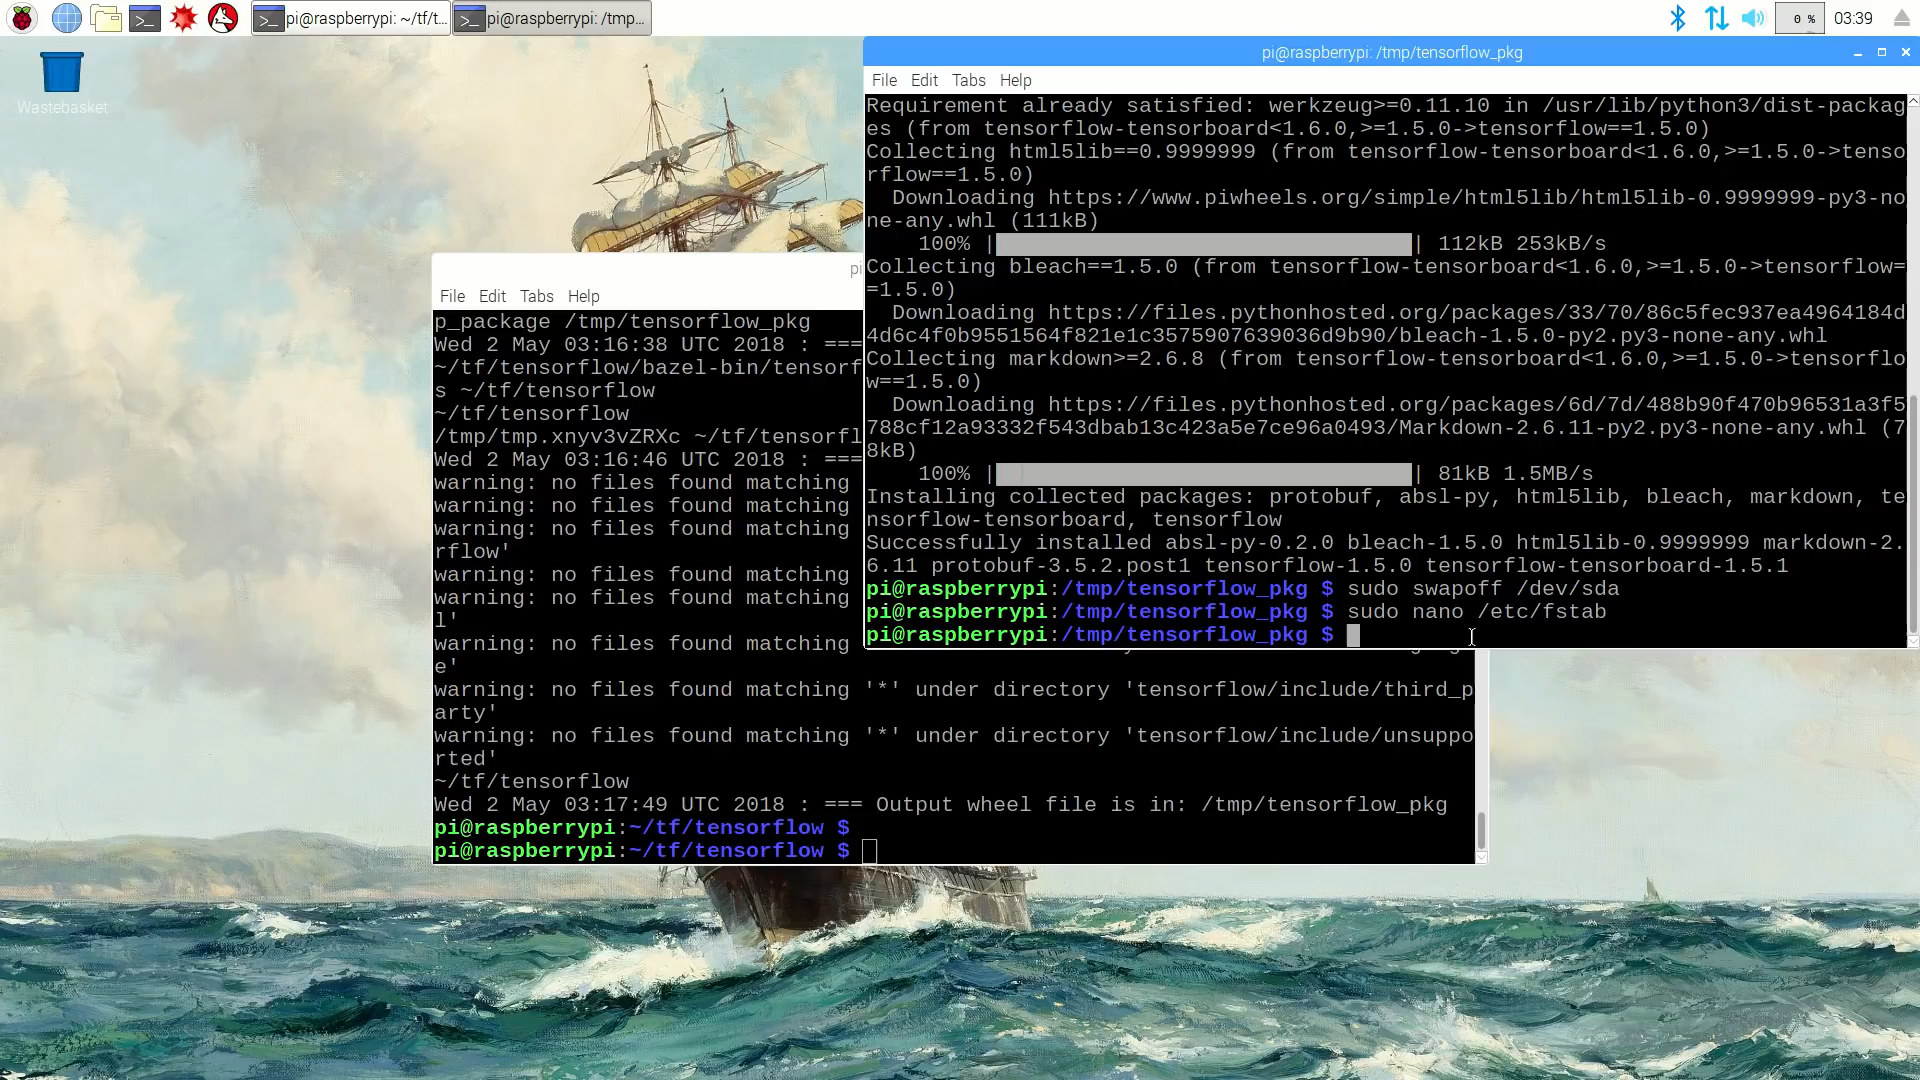 pi@raspberrypi: ~/tf/t...
pi@raspberrypi: /tmp...
0 %
03:39
Wastebasket
pi@raspberrypi: /tmp/tensorflow_pkg
File Edit Tabs Help
Requirement already satisfied: werkzeug>=0.11.10 in /usr/lib/python3/dist-packag
es (from tensorflow-tensorboard<1.6.0,>=1.5.0->tensorflow==1.5.0)
Collecting html5lib==0.9999999 (from tensorflow-tensorboard<1.6.0,>=1.5.0->tenso
rflow==1.5.0)
  Downloading https://www.piwheels.org/simple/html5lib/html5lib-0.9999999-py3-no
ne-any.whl (111kB)
    100% |                                | 112kB 253kB/s
Collecting bleach==1.5.0 (from tensorflow-tensorboard<1.6.0,>=1.5.0->tensorflow=
=1.5.0)
  Downloading https://files.pythonhosted.org/packages/33/70/86c5fec937ea4964184d
4d6c4f0b9551564f821e1c3575907639036d9b90/bleach-1.5.0-py2.py3-none-any.whl
Collecting markdown>=2.6.8 (from tensorflow-tensorboard<1.6.0,>=1.5.0->tensorflo
w==1.5.0)
  Downloading https://files.pythonhosted.org/packages/6d/7d/488b90f470b96531a3f5
788cf12a93332f543dbab13c423a5e7ce96a0493/Markdown-2.6.11-py2.py3-none-any.whl (7
8kB)
    100% |                                | 81kB 1.5MB/s
Installing collected packages: protobuf, absl-py, html5lib, bleach, markdown, te
nsorflow-tensorboard, tensorflow
Successfully installed absl-py-0.2.0 bleach-1.5.0 html5lib-0.9999999 markdown-2.
6.11 protobuf-3.5.2.post1 tensorflow-1.5.0 tensorflow-tensorboard-1.5.1
pi@raspberrypi:/tmp/tensorflow_pkg $ sudo swapoff /dev/sda
pi@raspberrypi:/tmp/tensorflow_pkg $ sudo nano /etc/fstab
pi@raspberrypi:/tmp/tensorflow_pkg $
pi
File Edit Tabs Help
p_package /tmp/tensorflow_pkg
Wed 2 May 03:16:38 UTC 2018 : ===
~/tf/tensorflow/bazel-bin/tensorf
s ~/tf/tensorflow
~/tf/tensorflow
/tmp/tmp.xnyv3vZRXc ~/tf/tensorfl
Wed 2 May 03:16:46 UTC 2018 : ===
warning: no files found matching
warning: no files found matching
warning: no files found matching
rflow'
warning: no files found matching
warning: no files found matching
l'
warning: no files found matching
e'
warning: no files found matching '*' under directory 'tensorflow/include/third_p
arty'
warning: no files found matching '*' under directory 'tensorflow/include/unsuppo
rted'
~/tf/tensorflow
Wed 2 May 03:17:49 UTC 2018 : === Output wheel file is in: /tmp/tensorflow_pkg
pi@raspberrypi:~/tf/tensorflow $
pi@raspberrypi:~/tf/tensorflow $